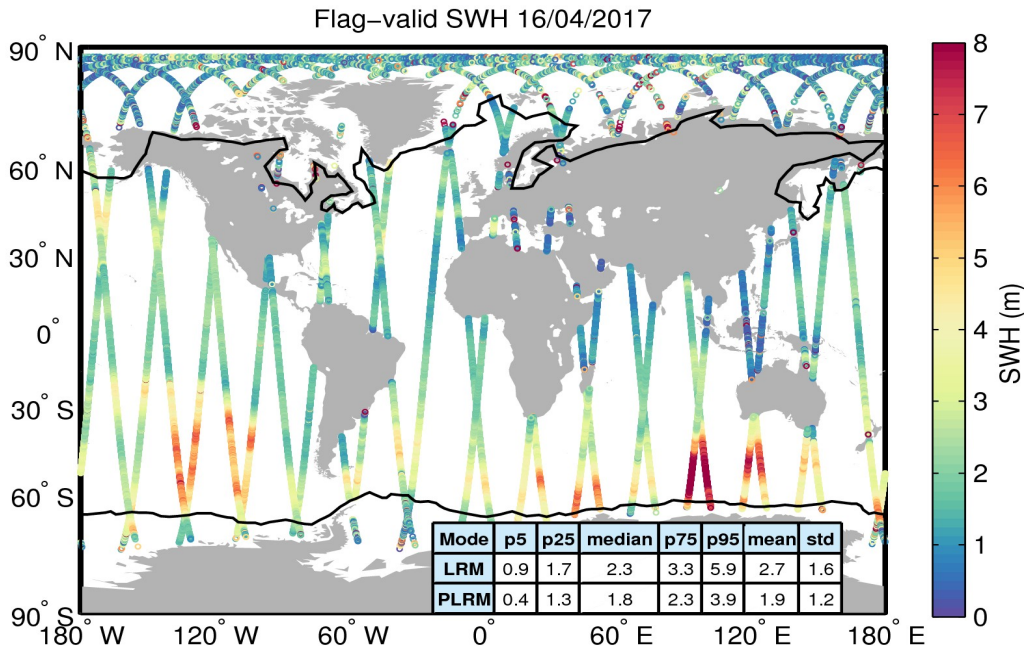 Flag−valid SWH 16/04/2017
90° N
60° N
30° N
0°
30° S
60° S
90° S
180° W
120° W
60° W
0°
60° E
120° E
180° E
Mode p5 p25 median p75 p95 mean std
LRM 0.9 1.7 2.3 3.3 5.9 2.7 1.6
PLRM 0.4 1.3 1.8 2.3 3.9 1.9 1.2
8
7
6
5
4
3
2
1
0
SWH (m)